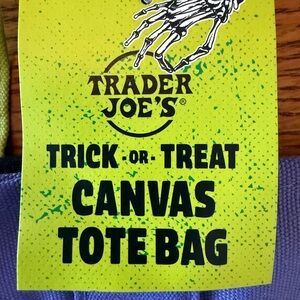 TRADER
JOE'S®
TRICK-OR-TREAT
CANVAS
TOTE BAG